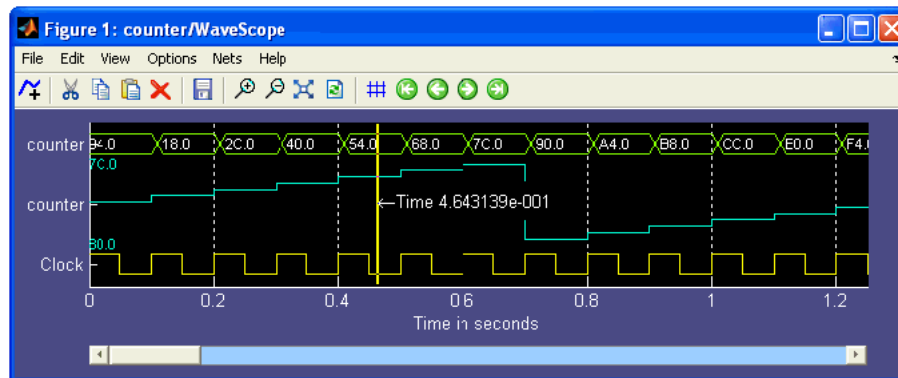 Figure 1: counter/WaveScope
File Edit View Options Nets Help
counter 18.0 2C.0 40.0 54.0 68.0 7C.0 90.0 A4.0 B8.0 CC.0 E0.0 F4.
7C.0
counter Time 4.643139e-001
80.0
Clock
0 0.2 0.4 0.6 0.8 1 1.2
Time in seconds